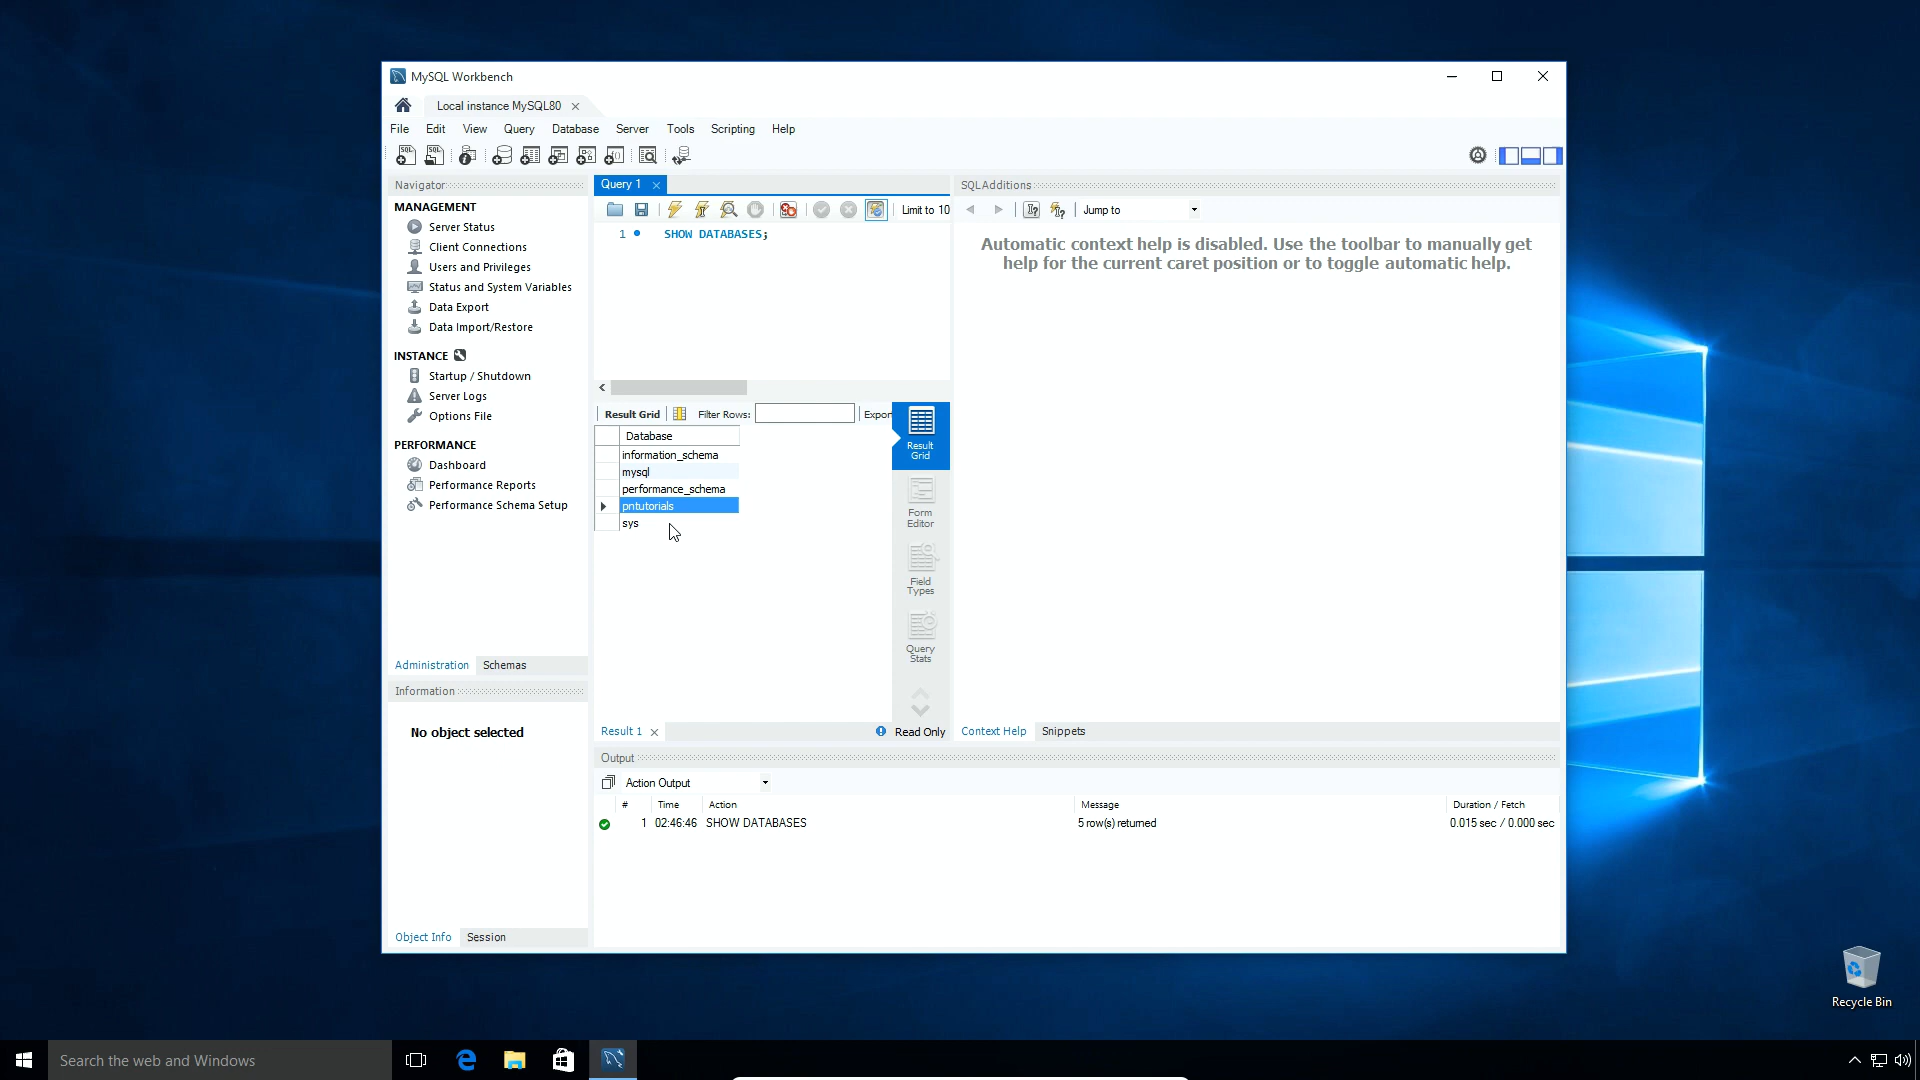 MySQL Workbench
Local instance MySQL80
File Edit View Query Database Server Tools Scripting Help
Navigator
MANAGEMENT
Server Status
Client Connections
Users and Privileges
Status and System Variables
Data Export
Data Import/Restore
INSTANCE
Startup / Shutdown
Server Logs
Options File
PERFORMANCE
Dashboard
Performance Reports
Performance Schema Setup
Administration Schemas
Information
No object selected
Object Info Session
Query 1
Limit to 10
1 SHOW DATABASES;
Result Grid Filter Rows: Expor
Database
information_schema
mysql
performance_schema
pntutorials
sys
Result
Grid
Form
Editor
Field
Types
Query
Stats
Result 1 Read Only
SQLAdditions
Jump to
Automatic context help is disabled. Use the toolbar to manually get
help for the current caret position or to toggle automatic help.
Context Help Snippets
Output
Action Output
# Time Action Message Duration / Fetch
1 02:46:46 SHOW DATABASES 5 row(s) returned 0.015 sec / 0.000 sec
Recycle Bin
Search the web and Windows